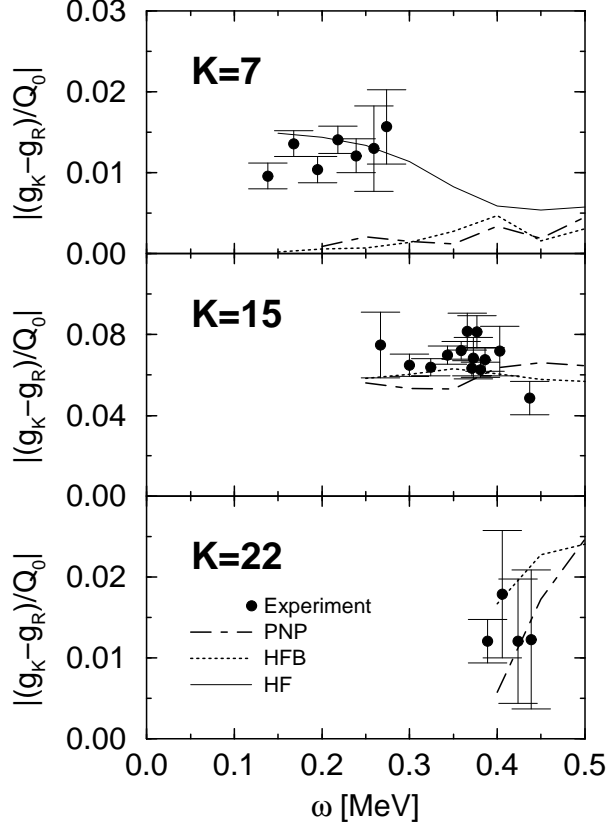 0.03
K=7
0.02
|(g_K−g_R)/Q_0|
0.01
0.00
K=15
0.08
|(g_K−g_R)/Q_0|
0.04
0.00
K=22
0.02
|(g_K−g_R)/Q_0|
Experiment
PNP
0.01
HFB
HF
0.00
0.0 0.1 0.2 0.3 0.4 0.5
ω [MeV]